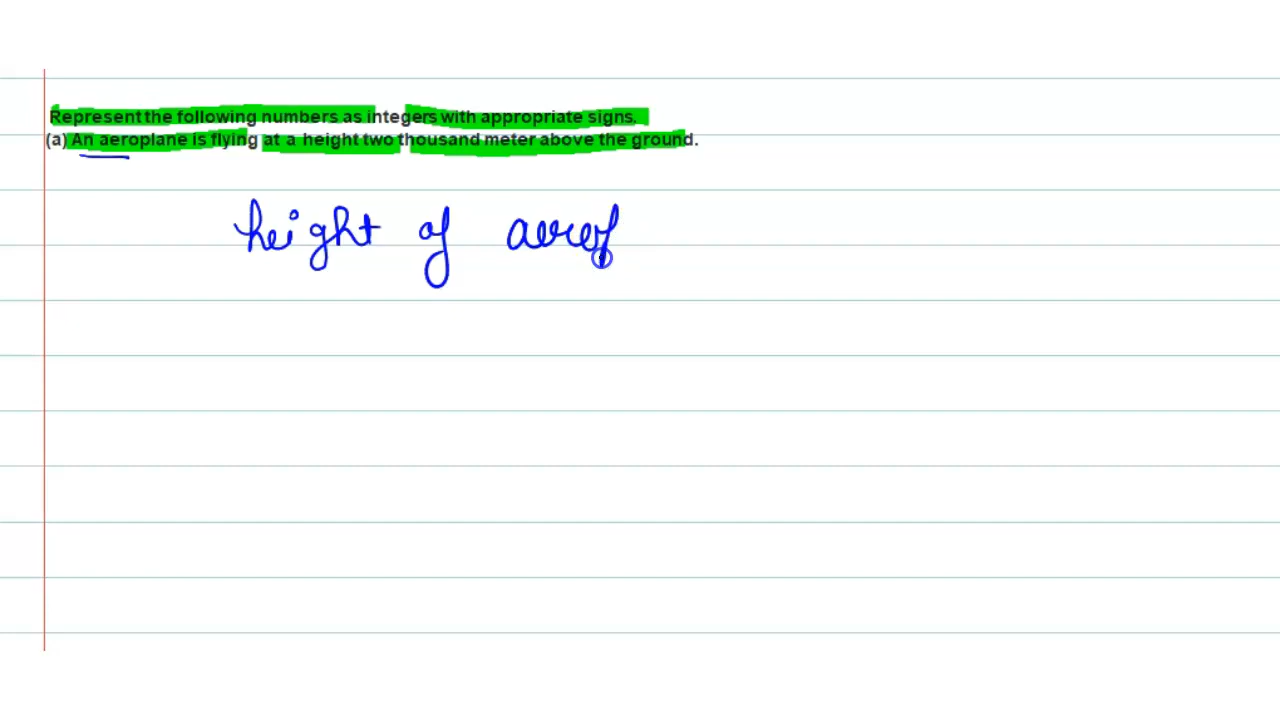 Represent the following numbers as integers with appropriate signs.
(a) An aeroplane is flying at a height two thousand meter above the ground.
height of